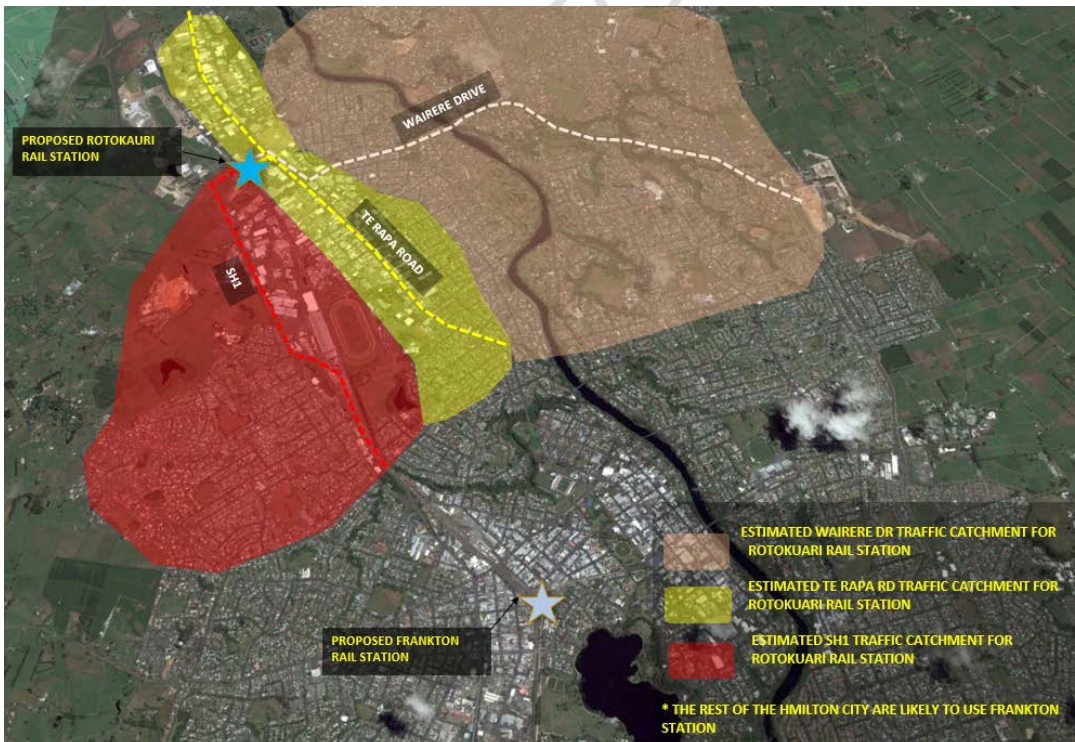 PROPOSED ROTOKAURI
RAIL STATION
WAIRERE DRIVE
TE RAPA ROAD
SH1
PROPOSED FRANKTON
RAIL STATION
ESTIMATED WAIRERE DR TRAFFIC CATCHMENT FOR
ROTOKUARI RAIL STATION
ESTIMATED TE RAPA RD TRAFFIC CATCHMENT FOR
ROTOKUARI RAIL STATION
ESTIMATED SH1 TRAFFIC CATCHMENT FOR
ROTOKUARI RAIL STATION
* THE REST OF THE HMILTON CITY ARE LIKELY TO USE FRANKTON
STATION